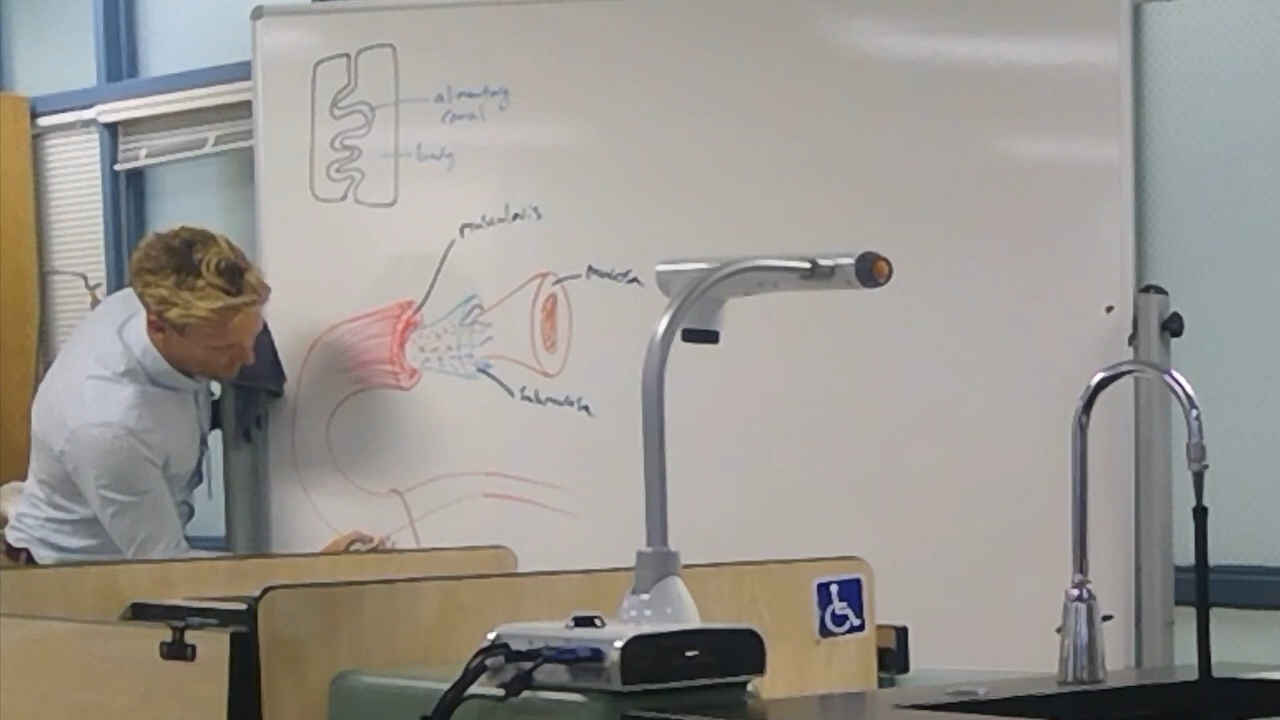 alimentary
canal
body
muscularis
mucosa
submucosa